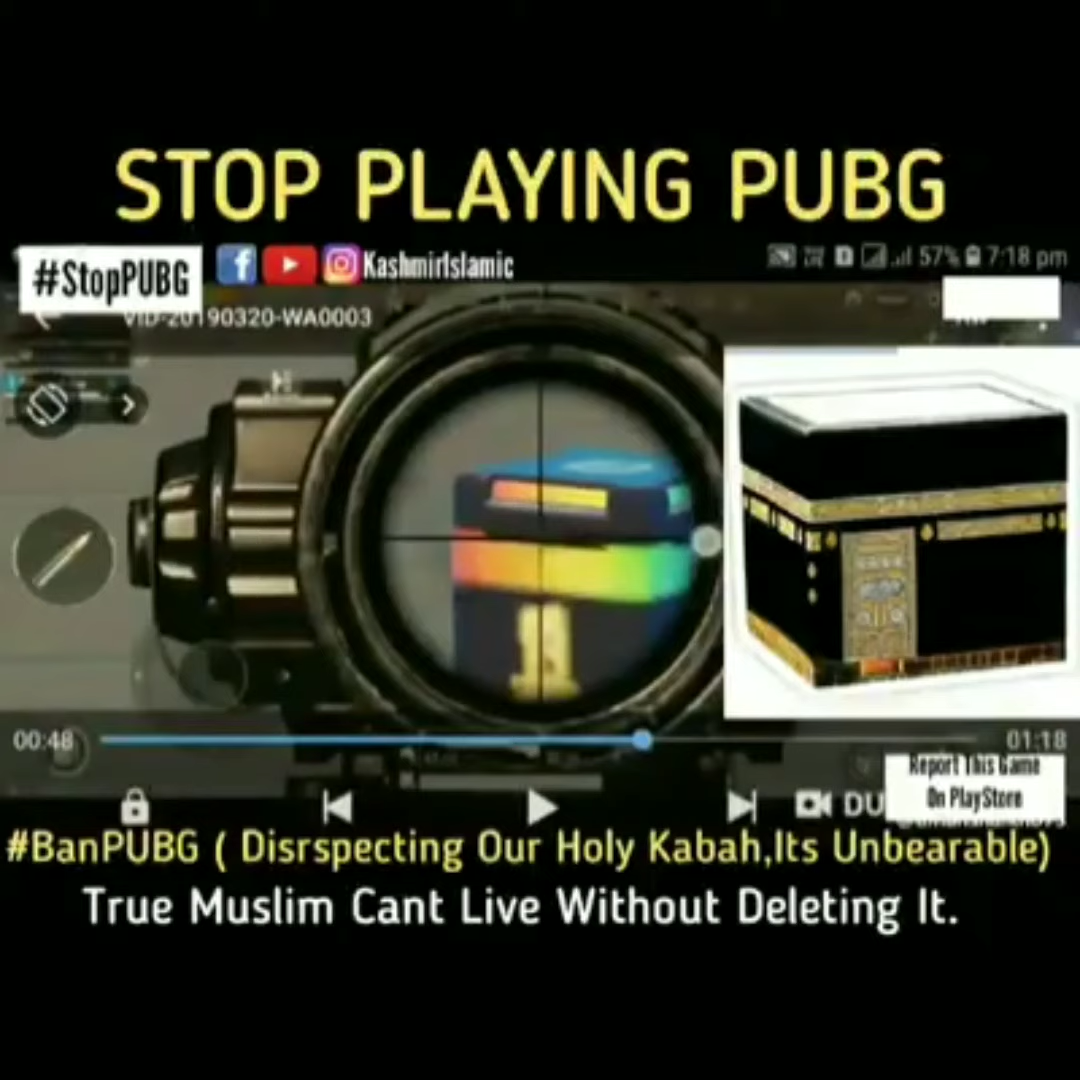 STOP PLAYING PUBG
#StopPUBG
KashmirIslamic
57% 7:18 pm
VID-20190320-WA0003
00:48
01:18
Report This Game
On PlayStore
DU
#BanPUBG ( Disrspecting Our Holy Kabah,Its Unbearable)
True Muslim Cant Live Without Deleting It.